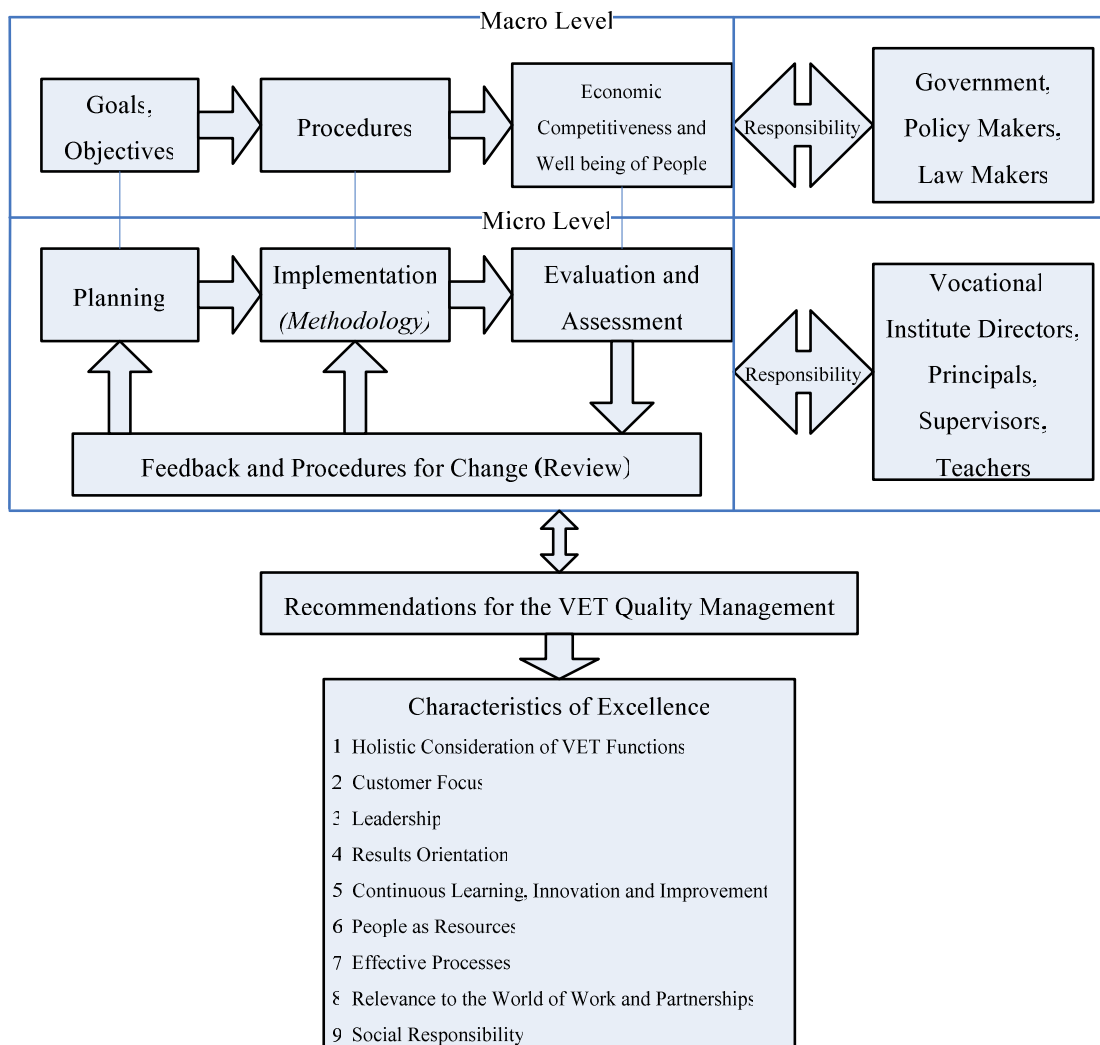 Macro Level
Goals,
Objectives
Procedures
Economic
Competitiveness and
Well being of People
Responsibility
Government,
Policy Makers,
Law Makers
Micro Level
Planning
Implementation
(Methodology)
Evaluation and
Assessment
Responsibility
Vocational
Institute Directors,
Principals,
Supervisors,
Teachers
Feedback and Procedures for Change (Review)
Recommendations for the VET Quality Management
Characteristics of Excellence
1 Holistic Consideration of VET Functions
2 Customer Focus
3 Leadership
4 Results Orientation
5 Continuous Learning, Innovation and Improvement
6 People as Resources
7 Effective Processes
8 Relevance to the World of Work and Partnerships
9 Social Responsibility